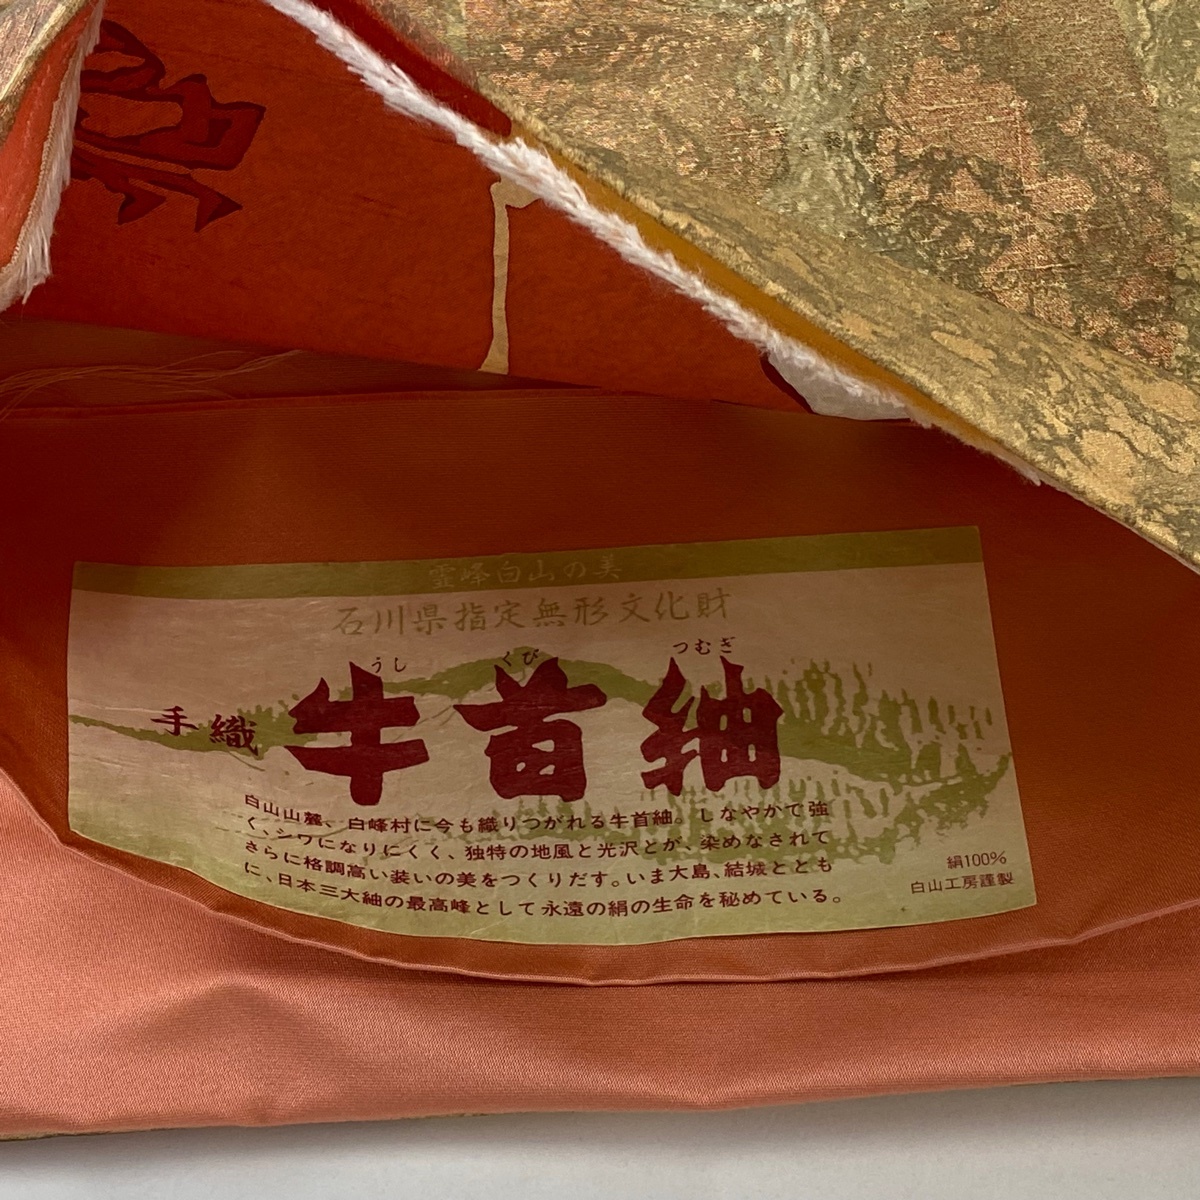 霊峰白山の美
石川県指定無形文化財
うし くび つむぎ
手織 牛首紬
白山山麓、白峰村に今も織りつがれる牛首紬。しなやかで強
く、シワになりにくく、独特の地風と光沢とが、染めなされて
さらに格調高い装いの美をつくりだす。いま大島、結城ととも
に、日本三大紬の最高峰として永遠の絹の生命を秘めている。
絹100%
白山工房謹製